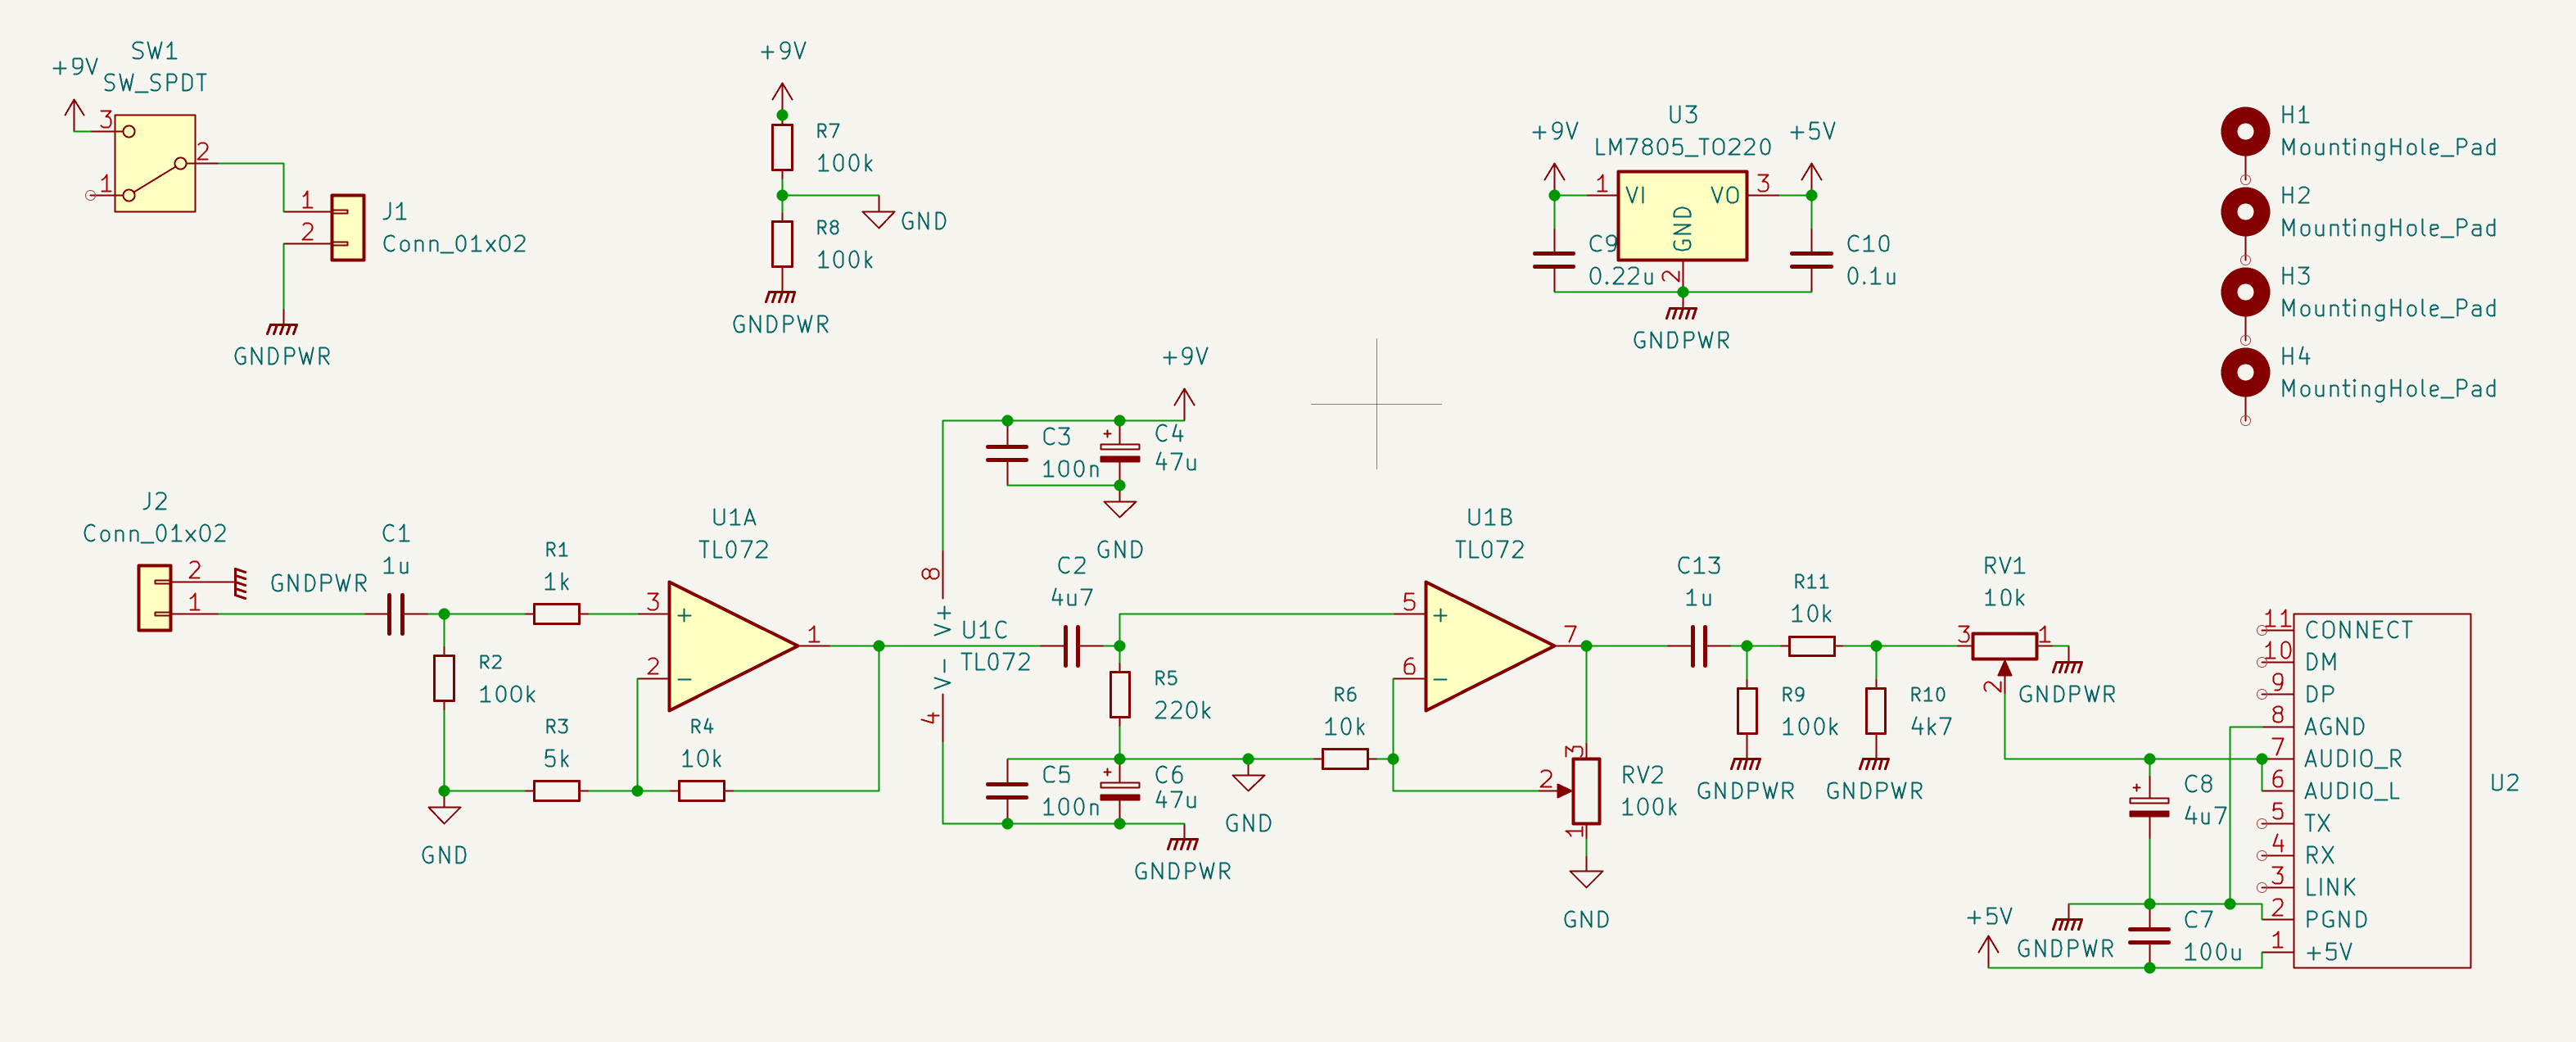 SW1
+9V
SW_SPDT
3
2
1
1
2
J1
Conn_01x02
GNDPWR
+9V
R7
100k
GND
R8
100k
GNDPWR
+9V
U3
LM7805_TO220
+5V
1
VI
VO
3
GND
2
C9
0.22u
C10
0.1u
GNDPWR
H1
MountingHole_Pad
H2
MountingHole_Pad
H3
MountingHole_Pad
H4
MountingHole_Pad
+9V
C3
100n
+
C4
47u
GND
J2
Conn_01x02
2
1
GNDPWR
C1
1u
R1
1k
R2
100k
R3
5k
R4
10k
GND
U1A
TL072
3
+
2
−
1
8
V+
U1C
TL072
V−
4
C2
4u7
R5
220k
C5
100n
+
C6
47u
GNDPWR
GND
R6
10k
U1B
TL072
5
+
6
−
7
3
2
1
RV2
100k
GND
C13
1u
R11
10k
R9
100k
GNDPWR
R10
4k7
GNDPWR
RV1
10k
3
1
2
GNDPWR
+
C8
4u7
C7
100u
GNDPWR
+5V
11 CONNECT
10 DM
9 DP
8 AGND
7 AUDIO_R
6 AUDIO_L
5 TX
4 RX
3 LINK
2 PGND
1 +5V
U2